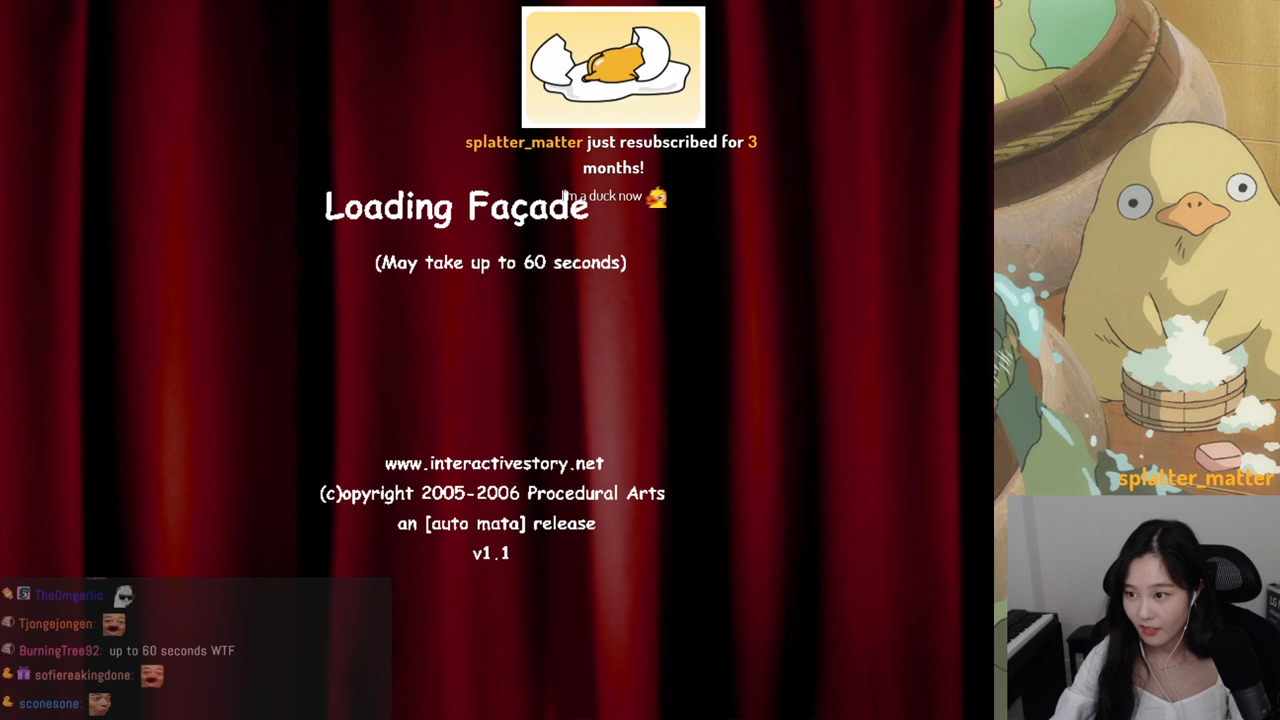 splatter_matter just resubscribed for 3
months!
I'm a duck now
Loading Façade
(May take up to 60 seconds)
www.interactivestory.net
(c)opyright 2005-2006 Procedural Arts
an [auto mata] release
v1.1
splatter_matter
Tho0mgarlic:
Tjongejongen:
BurningTree92: up to 60 seconds WTF
sofiereakingdone:
sconesone: